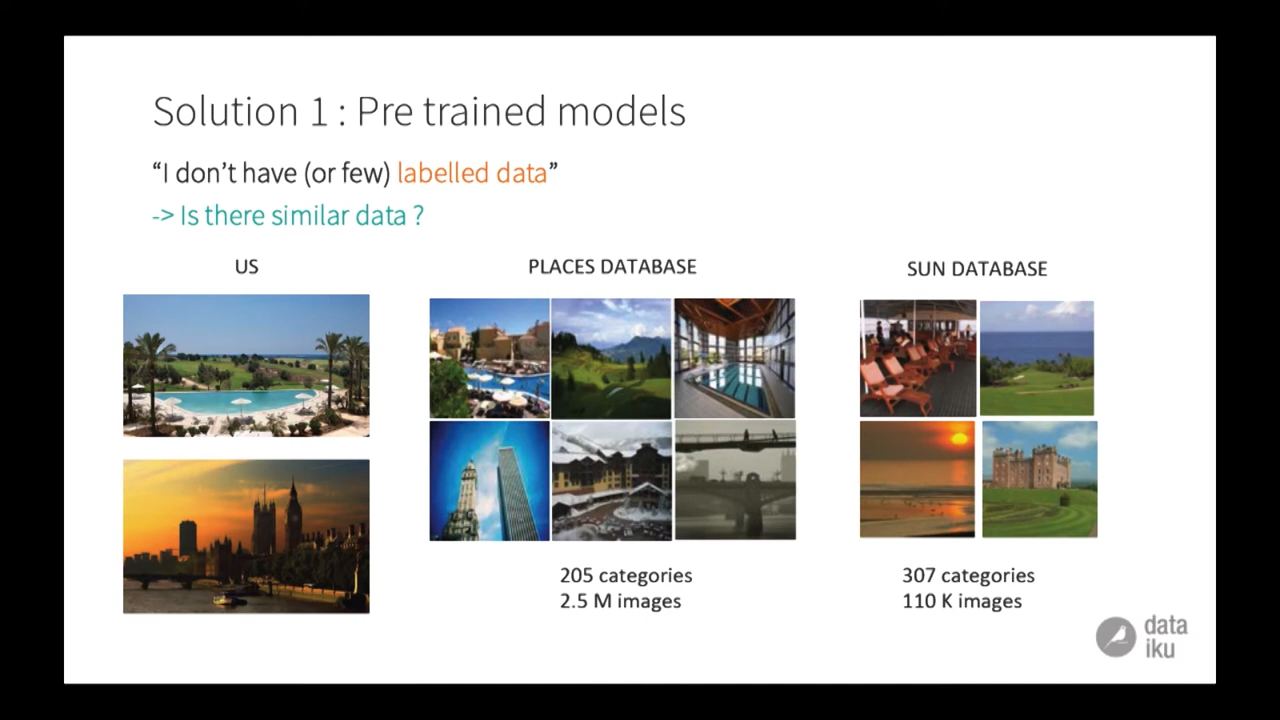 Solution 1 : Pre trained models
“I don’t have (or few) labelled data”
-> Is there similar data ?
US
PLACES DATABASE
SUN DATABASE
205 categories
2.5 M images
307 categories
110 K images
data
iku